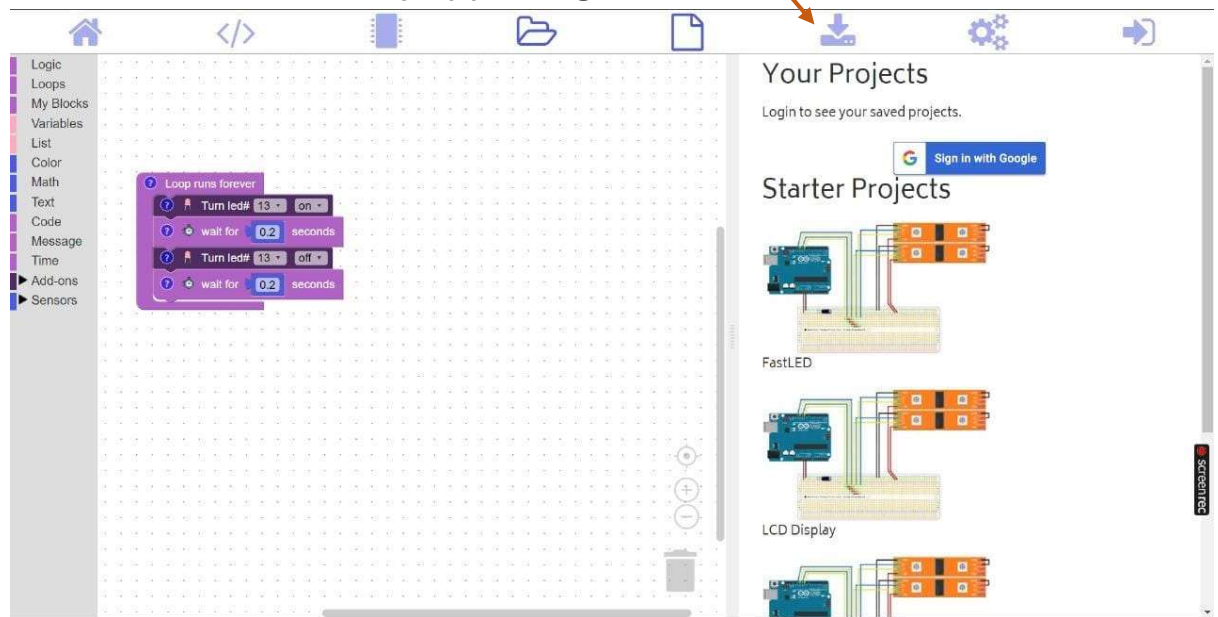 </>
Logic
Loops
My Blocks
Variables
List
Color
Math
Text
Code
Message
Time
Add-ons
Sensors
Loop runs forever
Turn led# 13 on
wait for 0.2 seconds
Turn led# 13 off
wait for 0.2 seconds
Your Projects
Login to see your saved projects.
Sign in with Google
Starter Projects
FastLED
LCD Display
screenrec